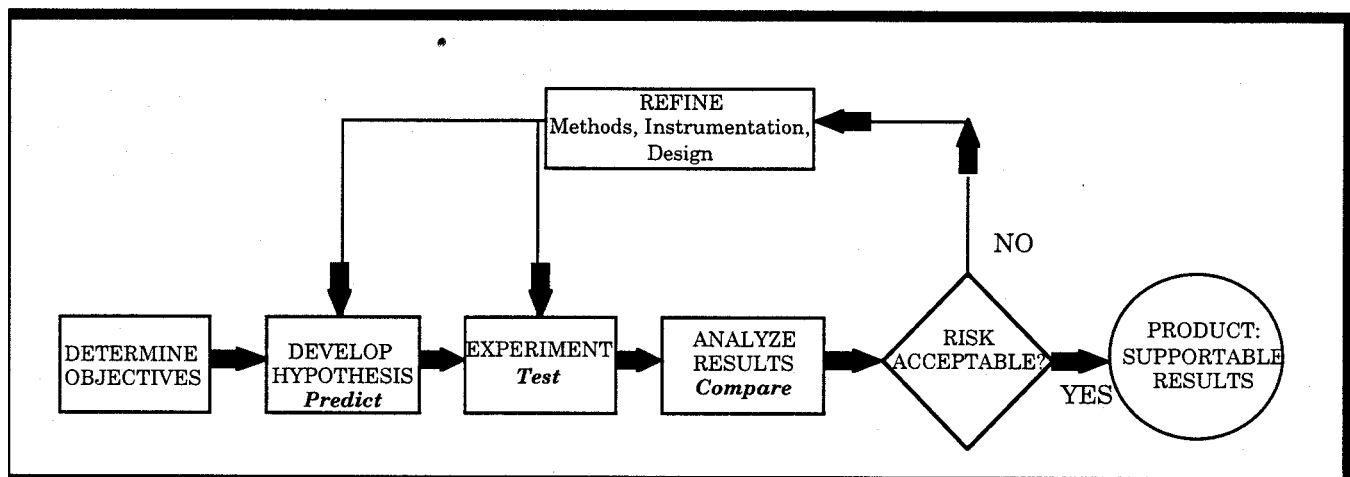 REFINE
Methods, Instrumentation,
Design
NO
DETERMINE
OBJECTIVES
DEVELOP
HYPOTHESIS
Predict
EXPERIMENT
Test
ANALYZE
RESULTS
Compare
RISK
ACCEPTABLE?
YES
PRODUCT:
SUPPORTABLE
RESULTS